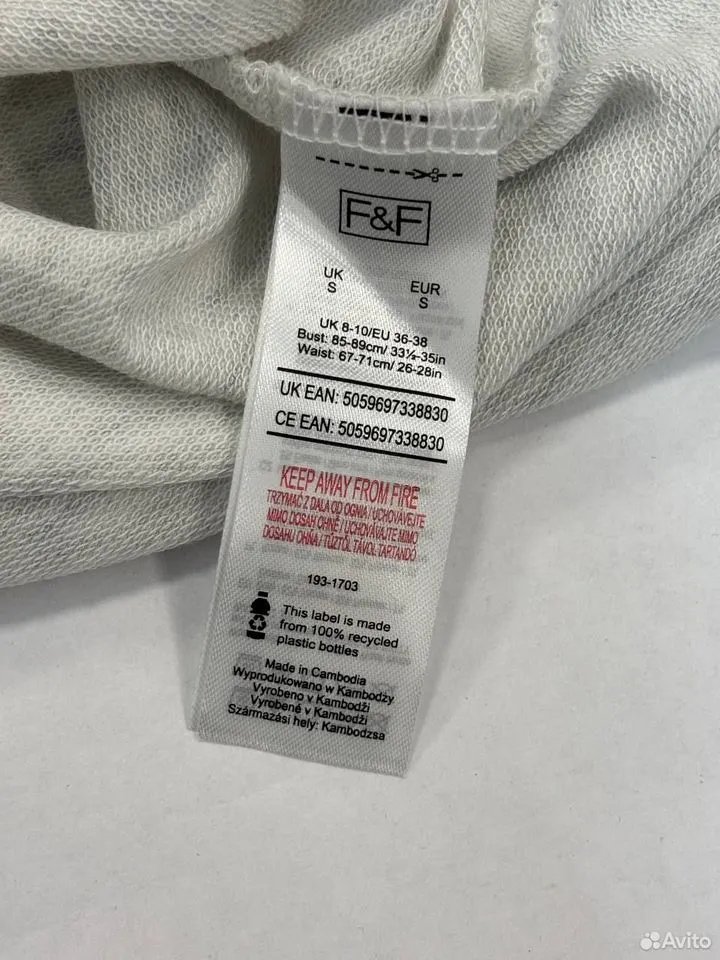 F&F
UK EUR
S S
UK 8-10/EU 36-38
Bust: 85-89cm/ 33½-35in
Waist: 67-71cm/ 26-28in
UK EAN: 5059697338830
CE EAN: 5059697338830
KEEP AWAY FROM FIRE
TRZYMAĆ Z DALA OD OGNIA / UCHOVÁVEJTE
MIMO DOSAH OHNĚ / UCHOVÁVAJTE MIMO
DOSAHU OHŇA / TŰZTŐL TÁVOL TARTANDÓ
193-1703
This label is made
from 100% recycled
plastic bottles
Made in Cambodia
Wyprodukowano w Kambodży
Vyrobeno v Kambodži
Vyrobené v Kambodži
Származási hely: Kambodzsa
Avito